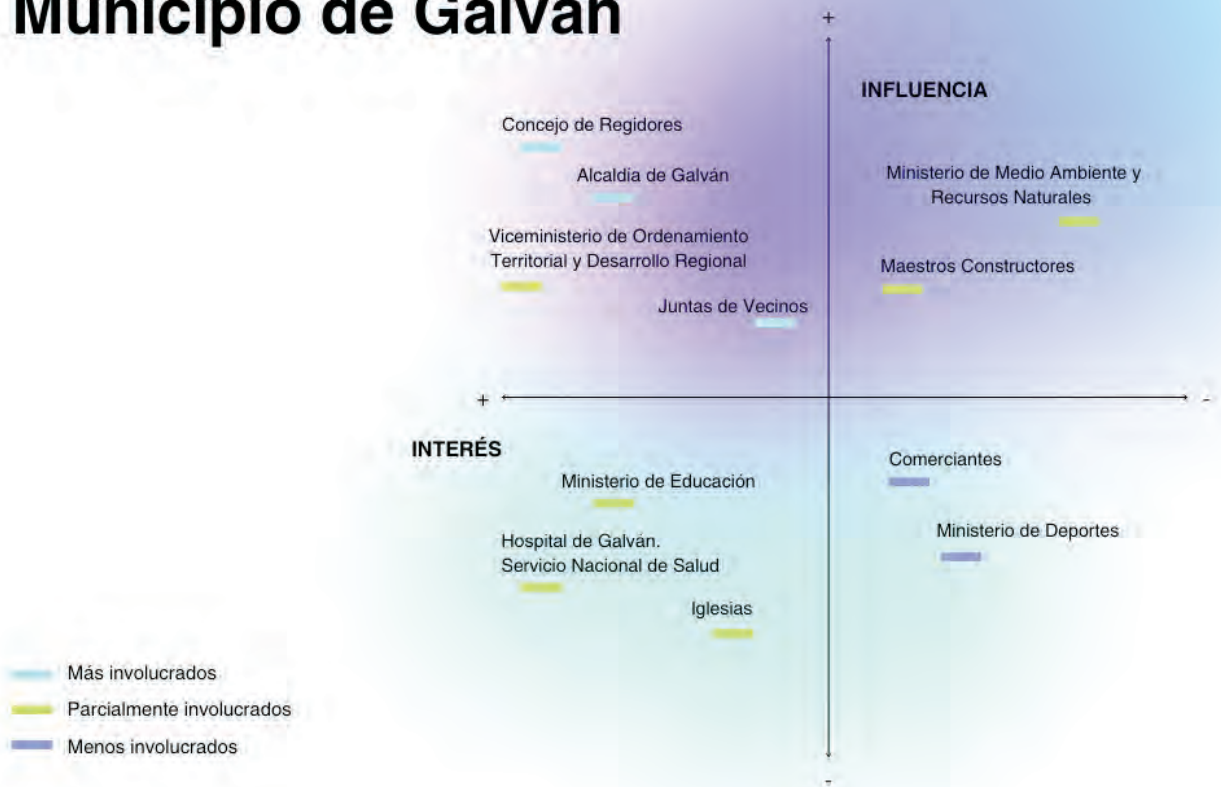 Municipio de Galván
+
INFLUENCIA
Concejo de Regidores
Alcaldía de Galván
Viceministerio de Ordenamiento
Territorial y Desarrollo Regional
Juntas de Vecinos
Ministerio de Medio Ambiente y
Recursos Naturales
Maestros Constructores
+
-
INTERÉS
Ministerio de Educación
Hospital de Galván.
Servicio Nacional de Salud
Iglesias
Comerciantes
Ministerio de Deportes
-
Más involucrados
Parcialmente involucrados
Menos involucrados